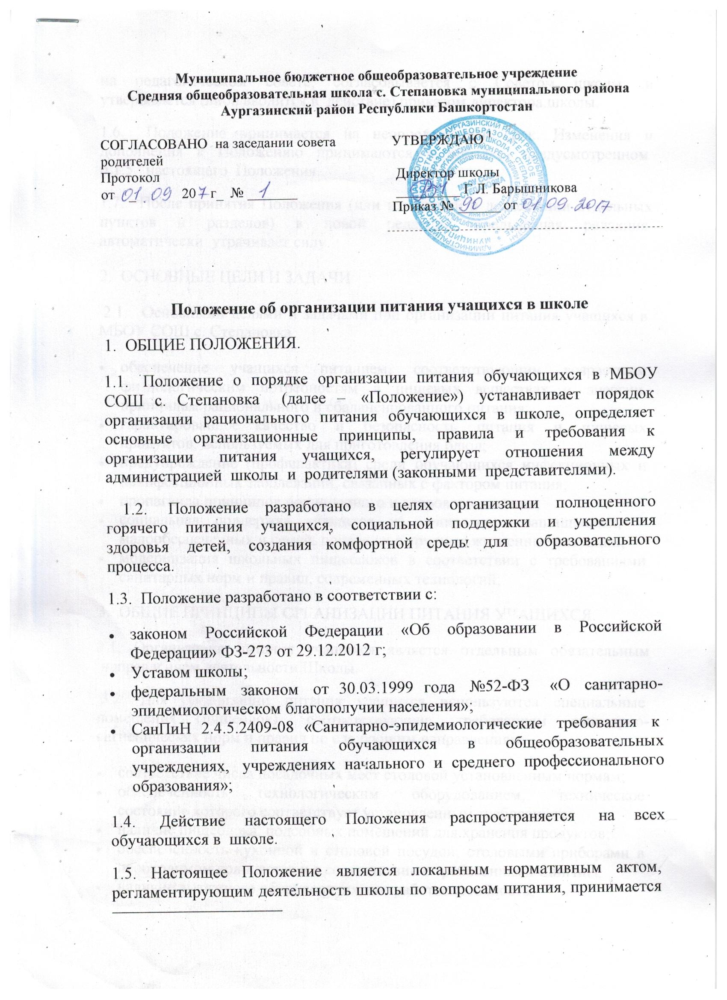 Муниципальное бюджетное общеобразовательное учреждение
Средняя общеобразовательная школа с. Степановка муниципального района
Аургазинский район Республики Башкортостан
СОГЛАСОВАНО на заседании совета
родителей
Протокол
от 01.09 207 г № 1
УТВЕРЖДАЮ 1
Директор школы
Г.Л. Барышникова
Приказ № 90 от 01.09.2017
МБОУ СОШ
с. СТЕПАНОВКА
Положение об организации питания учащихся в школе
1. ОБЩИЕ ПОЛОЖЕНИЯ.
1.1. Положение о порядке организации питания обучающихся в МБОУ
СОШ с. Степановка (далее – «Положение») устанавливает порядок
организации рационального питания обучающихся в школе, определяет
основные организационные принципы, правила и требования к
организации питания учащихся, регулирует отношения между
администрацией школы и родителями (законными представителями).
1.2. Положение разработано в целях организации полноценного
горячего питания учащихся, социальной поддержки и укрепления
здоровья детей, создания комфортной среды для образовательного
процесса.
1.3. Положение разработано в соответствии с:
• законом Российской Федерации «Об образовании в Российской
Федерации» ФЗ-273 от 29.12.2012 г;
• Уставом школы;
• федеральным законом от 30.03.1999 года №52-ФЗ «О санитарно-
эпидемиологическом благополучии населения»;
• СанПиН 2.4.5.2409-08 «Санитарно-эпидемиологические требования к
организации питания обучающихся в общеобразовательных
учреждениях, учреждениях начального и среднего профессионального
образования»;
1.4. Действие настоящего Положения распространяется на всех
обучающихся в школе.
1.5. Настоящее Положение является локальным нормативным актом,
регламентирующим деятельность школы по вопросам питания, принимается